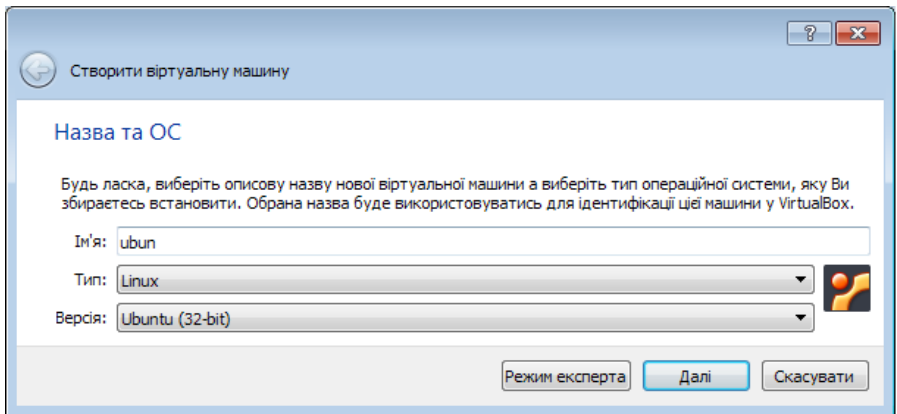 Створити віртуальну машину
Назва та ОС
Будь ласка, виберіть описову назву нової віртуальної машини а виберіть тип операційної системи, яку Ви
збираєтесь встановити. Обрана назва буде використовуватись для ідентифікації цієї машини у VirtualBox.
Ім'я: ubun
Тип: Linux
Версія: Ubuntu (32-bit)
Режим експерта Далі Скасувати